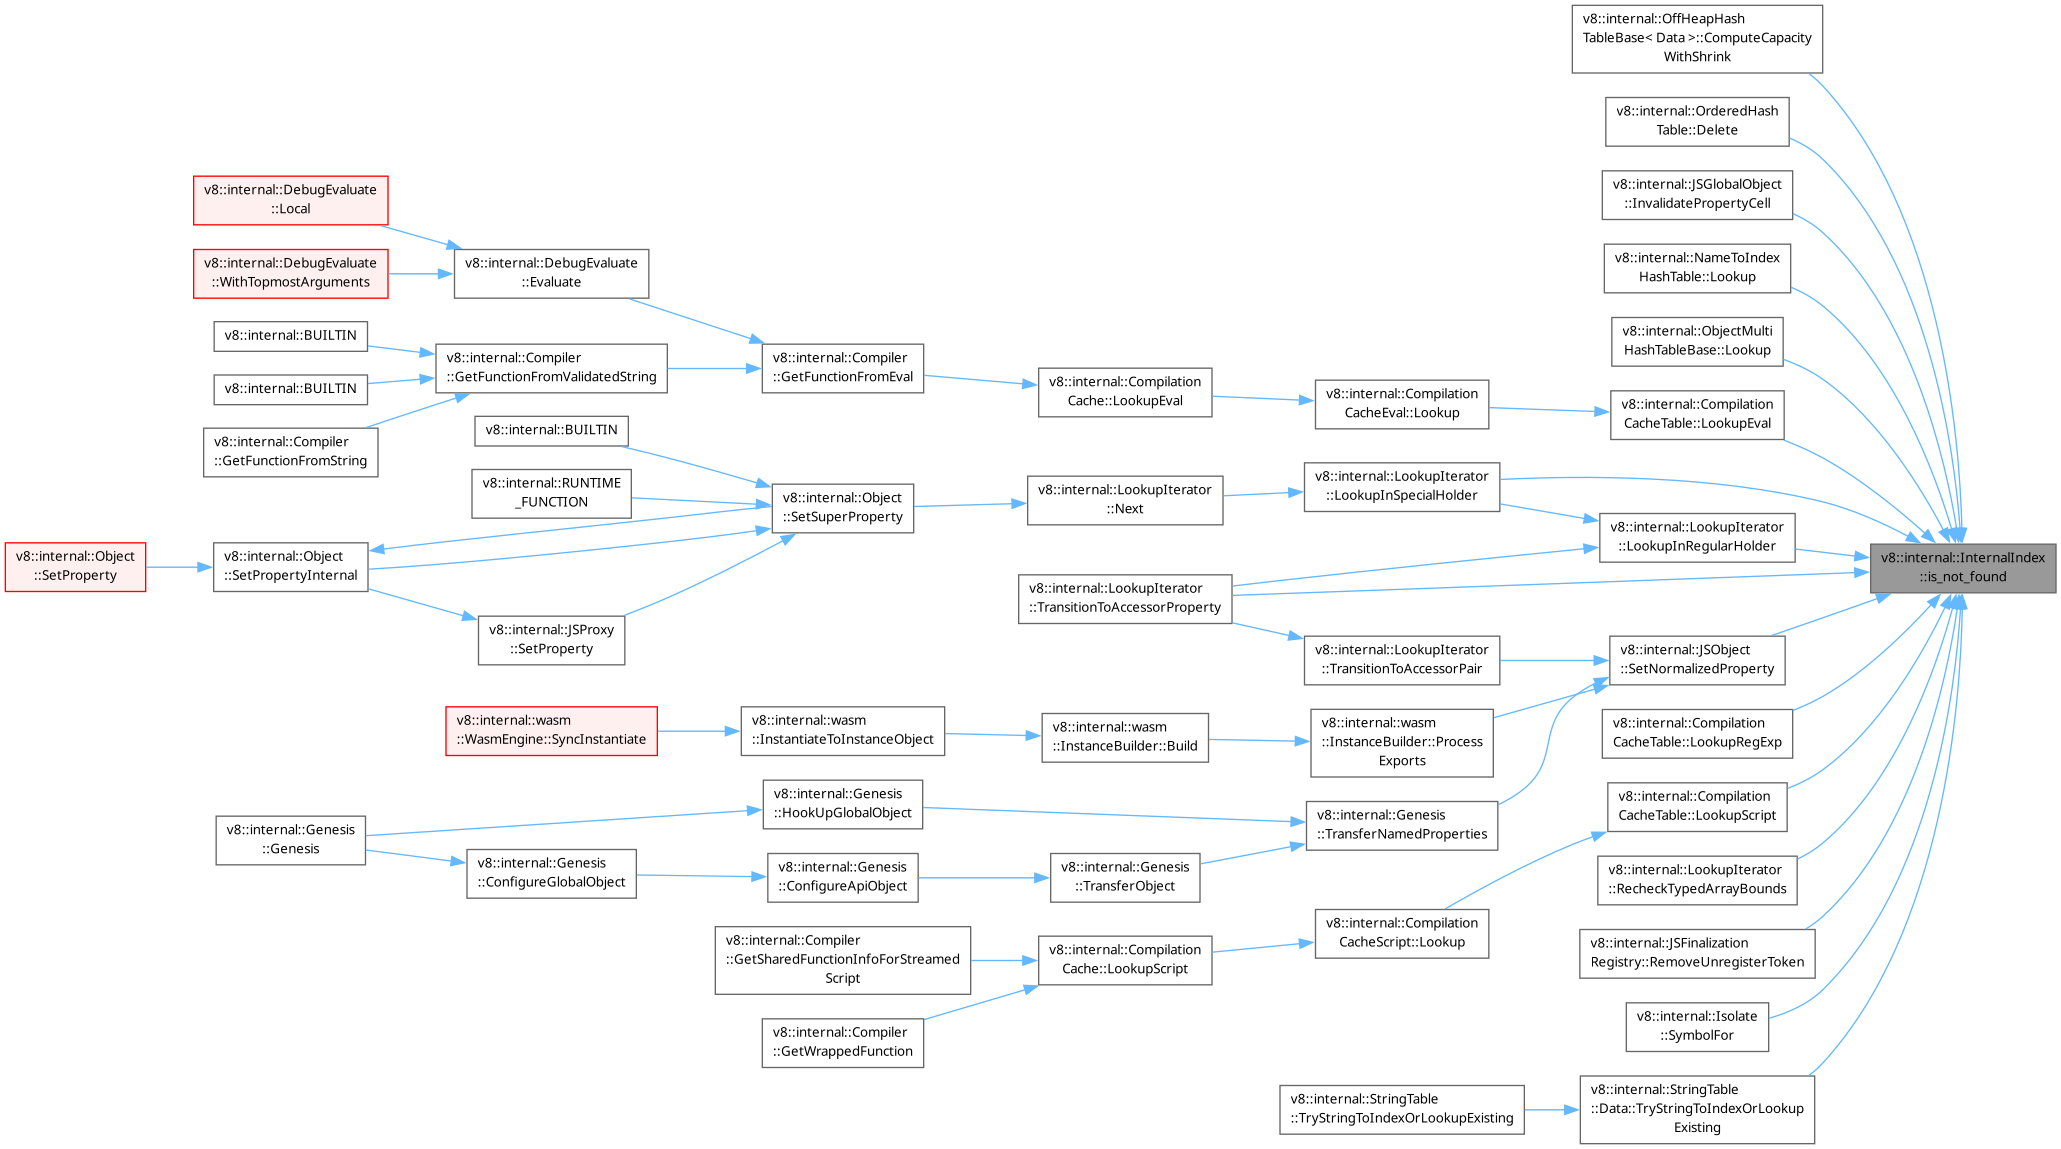 v8::internal::OffHeapHash
TableBase< Data >::ComputeCapacity
WithShrink
v8::internal::OrderedHash
Table::Delete
v8::internal::JSGlobalObject
::InvalidatePropertyCell
v8::internal::NameToIndex
HashTable::Lookup
v8::internal::ObjectMulti
HashTableBase::Lookup
v8::internal::Compilation
CacheTable::LookupEval
v8::internal::LookupIterator
::LookupInRegularHolder
v8::internal::InternalIndex
::is_not_found
v8::internal::JSObject
::SetNormalizedProperty
v8::internal::Compilation
CacheTable::LookupRegExp
v8::internal::Compilation
CacheTable::LookupScript
v8::internal::LookupIterator
::RecheckTypedArrayBounds
v8::internal::JSFinalization
Registry::RemoveUnregisterToken
v8::internal::Isolate
::SymbolFor
v8::internal::StringTable
::Data::TryStringToIndexOrLookup
Existing
v8::internal::Compilation
CacheEval::Lookup
v8::internal::LookupIterator
::LookupInSpecialHolder
v8::internal::LookupIterator
::TransitionToAccessorPair
v8::internal::wasm
::InstanceBuilder::Process
Exports
v8::internal::Genesis
::TransferNamedProperties
v8::internal::Compilation
CacheScript::Lookup
v8::internal::StringTable
::TryStringToIndexOrLookupExisting
v8::internal::Compilation
Cache::LookupEval
v8::internal::LookupIterator
::Next
v8::internal::LookupIterator
::TransitionToAccessorProperty
v8::internal::wasm
::InstanceBuilder::Build
v8::internal::Genesis
::TransferObject
v8::internal::Compilation
Cache::LookupScript
v8::internal::Compiler
::GetFunctionFromEval
v8::internal::Object
::SetSuperProperty
v8::internal::wasm
::InstantiateToInstanceObject
v8::internal::Genesis
::HookUpGlobalObject
v8::internal::Genesis
::ConfigureApiObject
v8::internal::Compiler
::GetSharedFunctionInfoForStreamed
Script
v8::internal::Compiler
::GetWrappedFunction
v8::internal::DebugEvaluate
::Evaluate
v8::internal::Compiler
::GetFunctionFromValidatedString
v8::internal::BUILTIN
v8::internal::RUNTIME
_FUNCTION
v8::internal::JSProxy
::SetProperty
v8::internal::wasm
::WasmEngine::SyncInstantiate
v8::internal::Genesis
::ConfigureGlobalObject
v8::internal::DebugEvaluate
::Local
v8::internal::DebugEvaluate
::WithTopmostArguments
v8::internal::BUILTIN
v8::internal::BUILTIN
v8::internal::Compiler
::GetFunctionFromString
v8::internal::Object
::SetPropertyInternal
v8::internal::Genesis
::Genesis
v8::internal::Object
::SetProperty